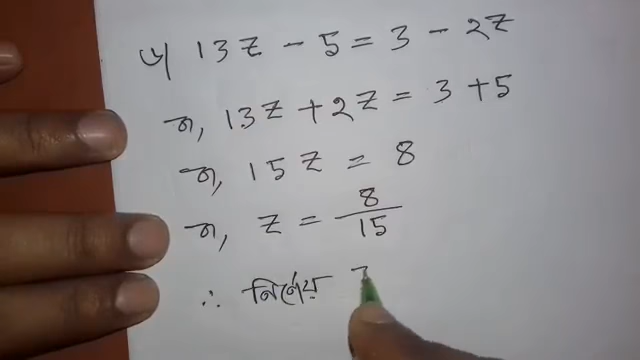 ৬) 13z - 5 = 3 - 2z
বা, 13z + 2z = 3 + 5
বা, 15z = 8
বা, z = 8/15
∴ নির্ণেয়